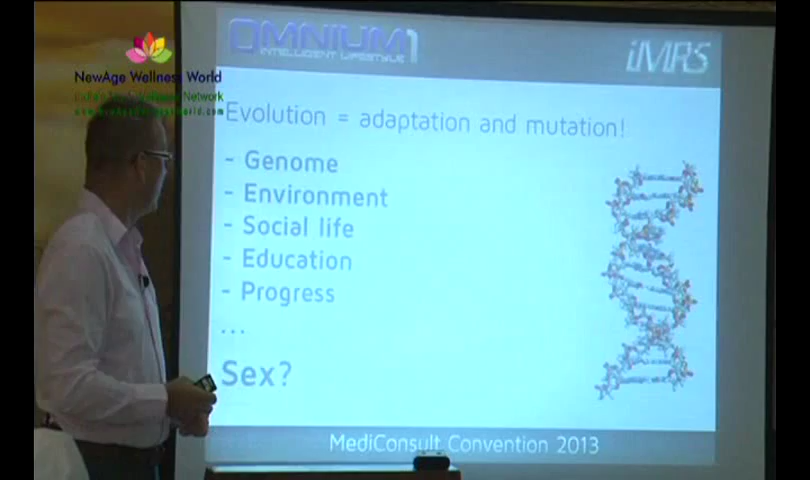 OMNIUM1
INTELLIGENT LIFESTYLE
iMRS
NewAge Wellness World
Evolution = adaptation and mutation!
- Genome
- Environment
- Social life
- Education
- Progress
...
Sex?
MediConsult Convention 2013